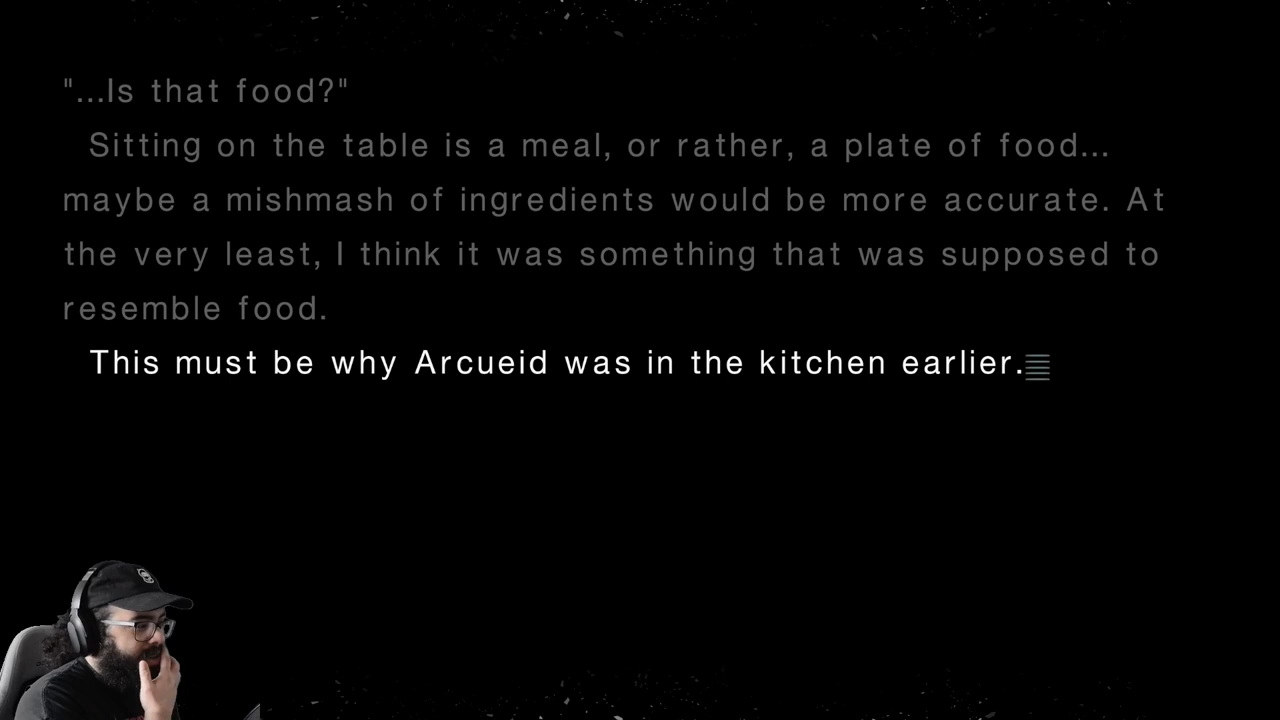 "...Is that food?"
Sitting on the table is a meal, or rather, a plate of food...
maybe a mishmash of ingredients would be more accurate. At
the very least, I think it was something that was supposed to
resemble food.
This must be why Arcueid was in the kitchen earlier.